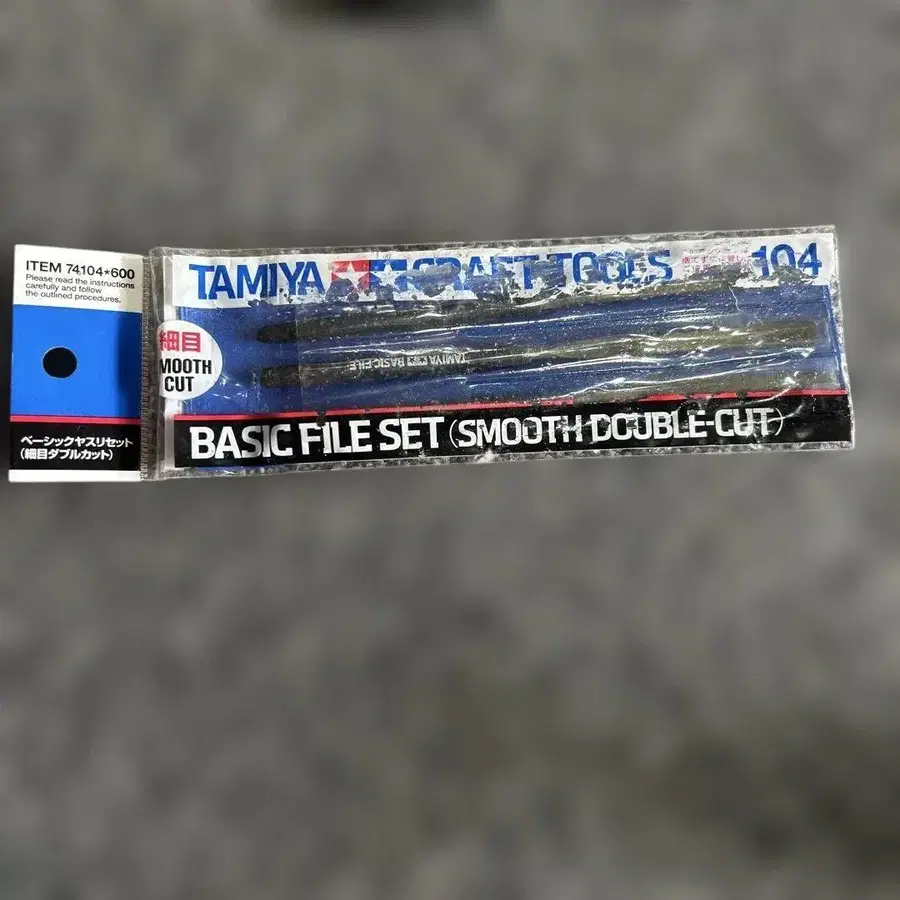 ITEM 74104★600
Please read the instructions
carefully and follow
the outlined procedures.
ベーシックヤスリセット
(細目ダブルカット)
TAMIYA CRAFT TOOLS
104
細目
MOOTH
CUT
TAMIYA BASIC FILE
BASIC FILE SET (SMOOTH DOUBLE-CUT)